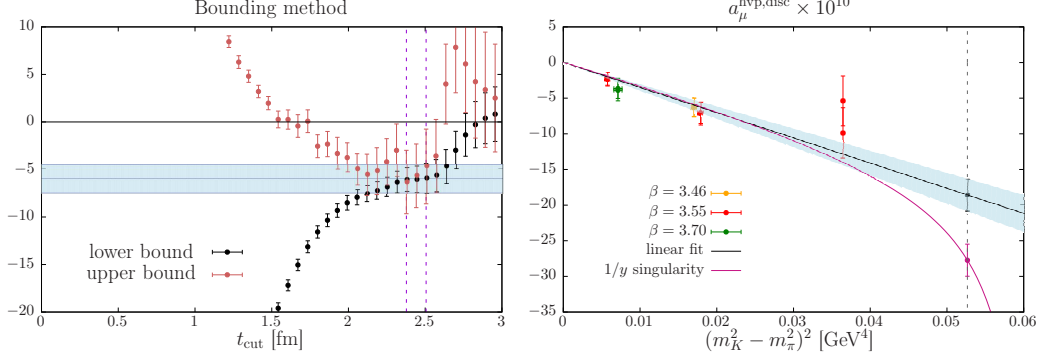 Bounding method
10
5
0
−5
−10
−15
−20
lower bound
upper bound
0
0.5
1
1.5
2
2.5
3
t_cut [fm]
a_μ^{hvp,disc} × 10^{10}
0
−5
−10
−15
−20
−25
−30
−35
β = 3.46
β = 3.55
β = 3.70
linear fit
1/y singularity
0
0.01
0.02
0.03
0.04
0.05
0.06
(m_K^2 − m_π^2)^2 [GeV^4]